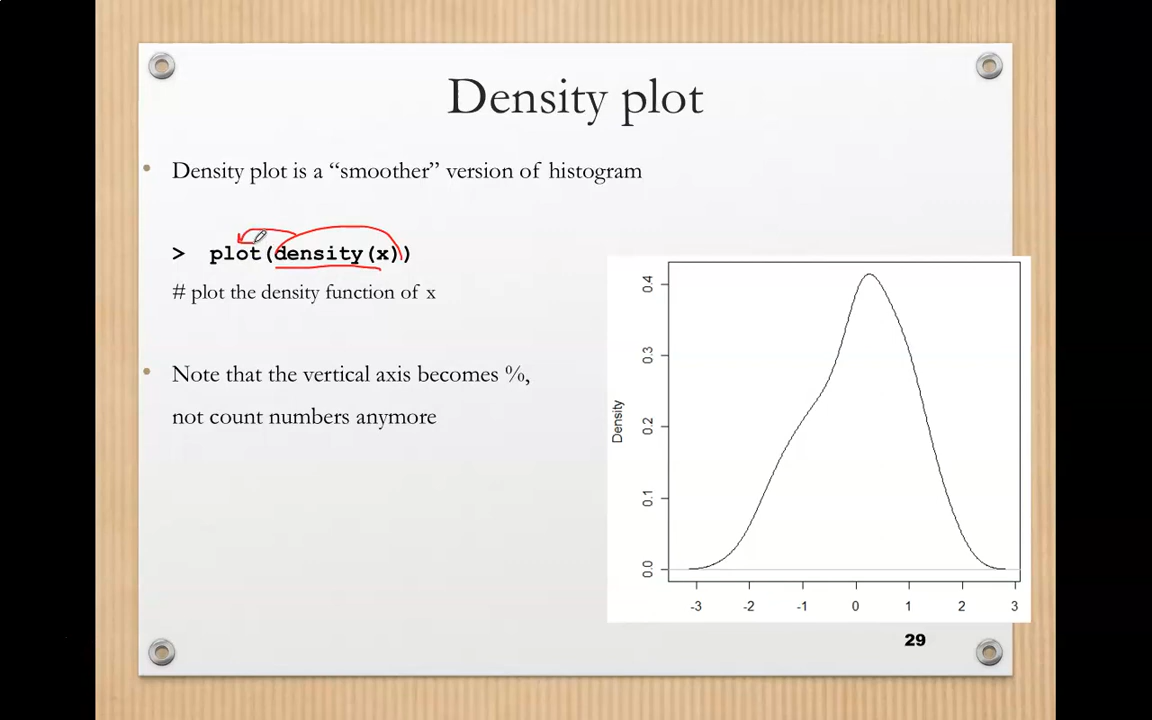 Density plot
• Density plot is a “smoother” version of histogram
> plot(density(x))
# plot the density function of x
• Note that the vertical axis becomes %,
not count numbers anymore
Density
0.4
0.3
0.2
0.1
0.0
-3 -2 -1 0 1 2 3
29